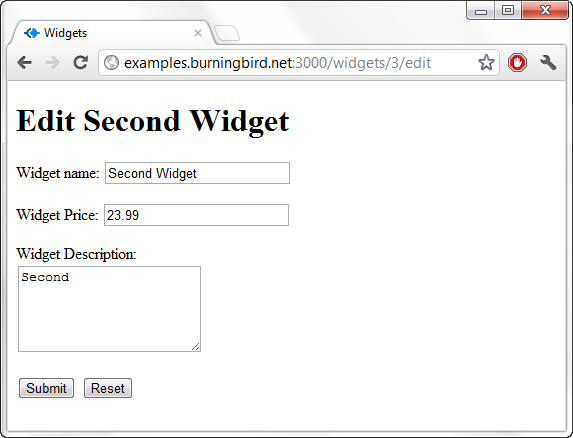 Widgets
examples.burningbird.net:3000/widgets/3/edit
Edit Second Widget
Widget name: Second Widget
Widget Price: 23.99
Widget Description:
Second
Submit Reset